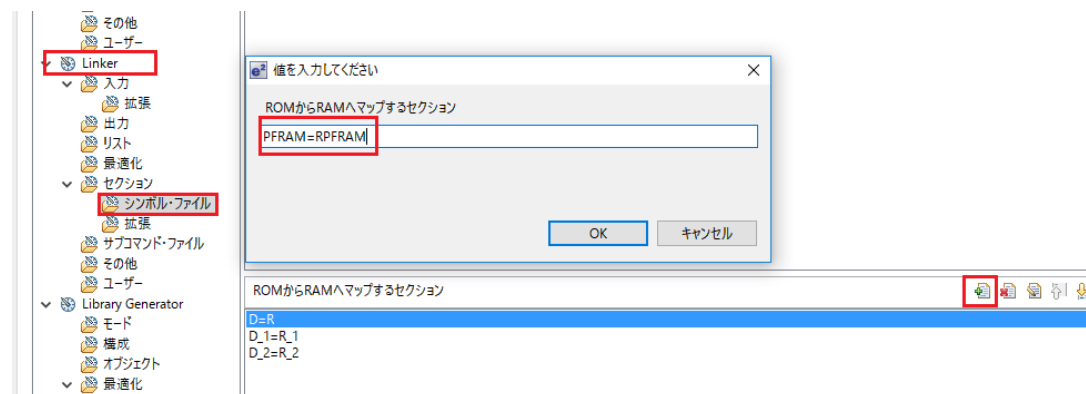 その他
ユーザー
Linker
入力
拡張
出力
リスト
最適化
セクション
シンボル・ファイル
拡張
サブコマンド・ファイル
その他
ユーザー
Library Generator
モード
構成
オブジェクト
最適化
e² 値を入力してください
ROMからRAMへマップするセクション
PFRAM=RPFRAM
OK キャンセル
ROMからRAMへマップするセクション
D=R
D_1=R_1
D_2=R_2